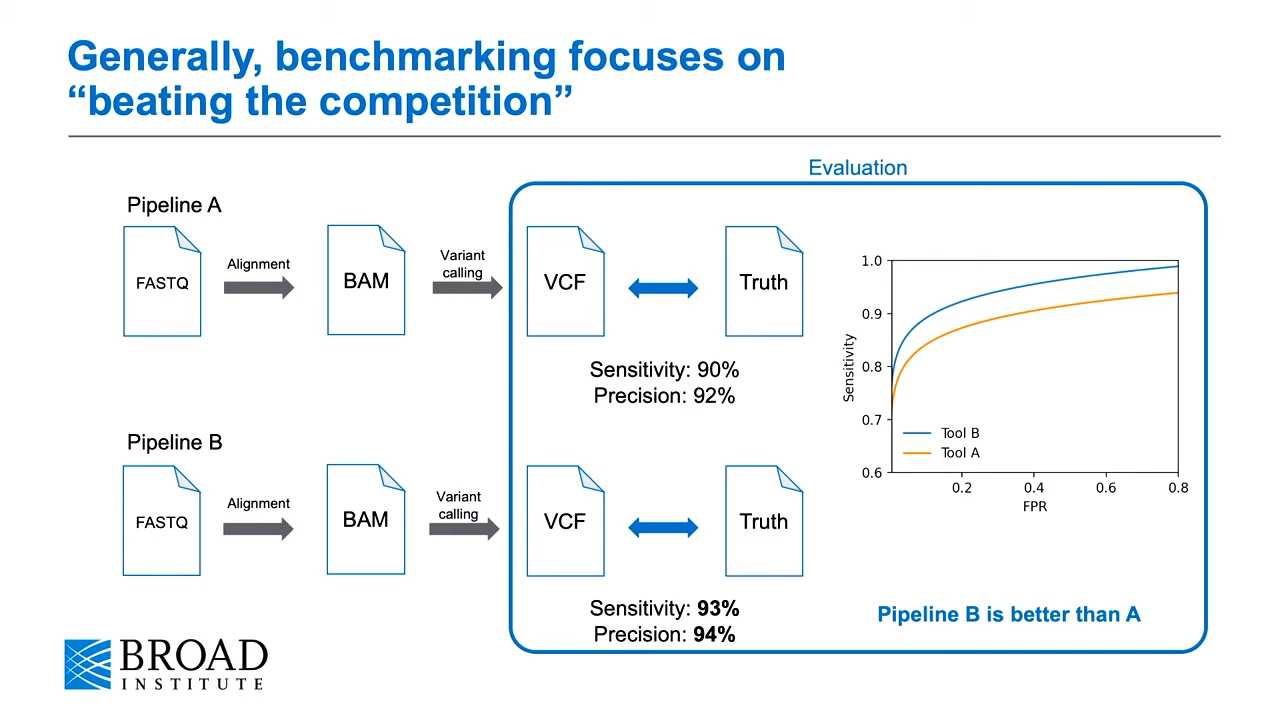 Generally, benchmarking focuses on
“beating the competition”
Evaluation
Pipeline A
FASTQ
Alignment
BAM
Variant
calling
VCF
Truth
Sensitivity: 90%
Precision: 92%
Pipeline B
FASTQ
Alignment
BAM
Variant
calling
VCF
Truth
Sensitivity: 93%
Precision: 94%
Sensitivity
1.0
0.9
0.8
0.7
0.6
Tool B
Tool A
0.2 0.4 0.6 0.8
FPR
Pipeline B is better than A
BROAD
INSTITUTE